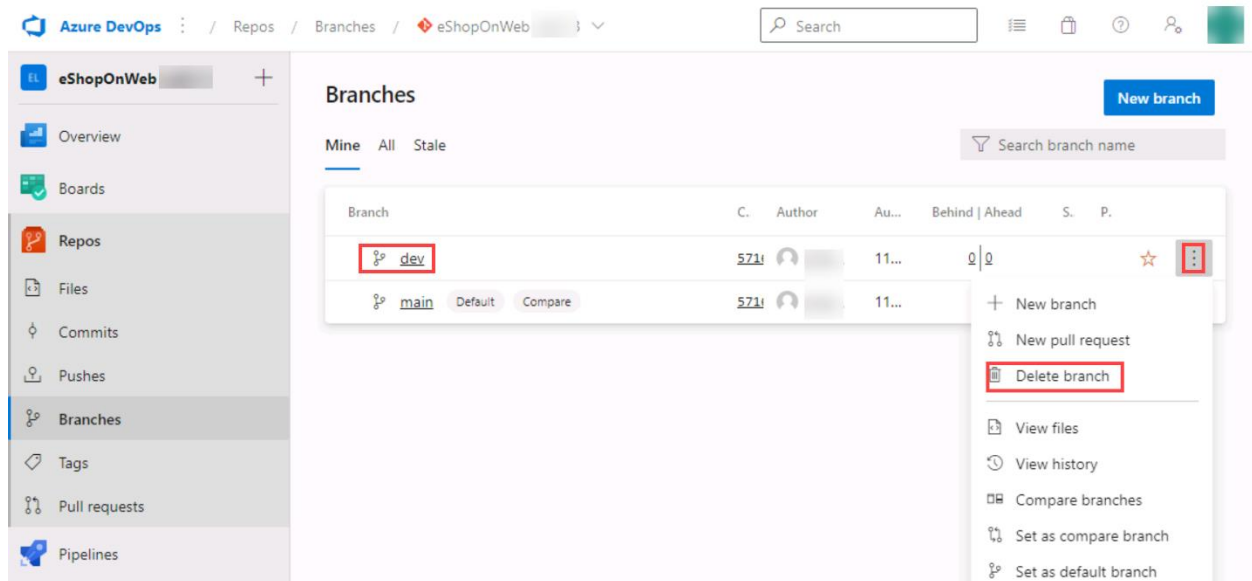 Azure DevOps / Repos / Branches / eShopOnWeb
Search
EL eShopOnWeb
Overview
Boards
Repos
Files
Commits
Pushes
Branches
Tags
Pull requests
Pipelines
Branches
New branch
Mine All Stale
Search branch name
Branch C. Author Au... Behind | Ahead S. P.
dev 11... 0 | 0
main Default Compare 11...
New branch
New pull request
Delete branch
View files
View history
Compare branches
Set as compare branch
Set as default branch